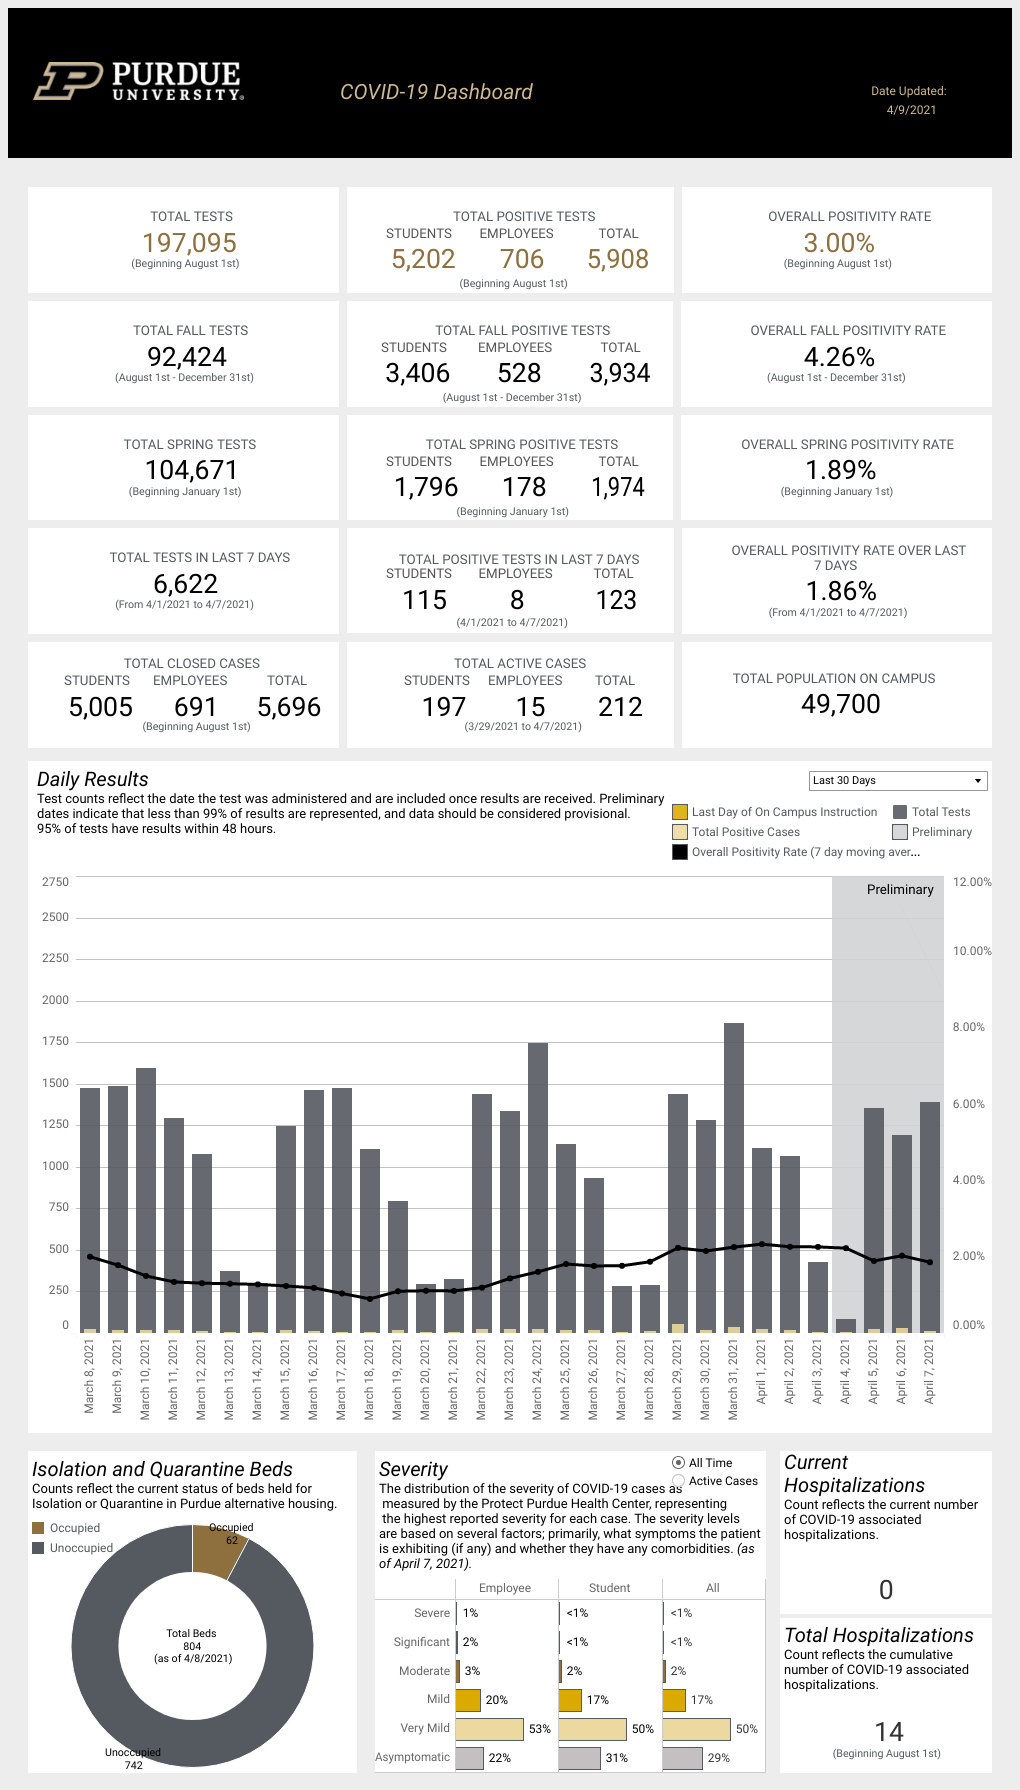 PURDUE
UNIVERSITY®
COVID-19 Dashboard
Date Updated:
4/9/2021
TOTAL TESTS
197,095
(Beginning August 1st)
TOTAL POSITIVE TESTS
STUDENTS EMPLOYEES TOTAL
5,202 706 5,908
(Beginning August 1st)
OVERALL POSITIVITY RATE
3.00%
(Beginning August 1st)
TOTAL FALL TESTS
92,424
(August 1st - December 31st)
TOTAL FALL POSITIVE TESTS
STUDENTS EMPLOYEES TOTAL
3,406 528 3,934
(August 1st - December 31st)
OVERALL FALL POSITIVITY RATE
4.26%
(August 1st - December 31st)
TOTAL SPRING TESTS
104,671
(Beginning January 1st)
TOTAL SPRING POSITIVE TESTS
STUDENTS EMPLOYEES TOTAL
1,796 178 1,974
(Beginning January 1st)
OVERALL SPRING POSITIVITY RATE
1.89%
(Beginning January 1st)
TOTAL TESTS IN LAST 7 DAYS
6,622
(From 4/1/2021 to 4/7/2021)
TOTAL POSITIVE TESTS IN LAST 7 DAYS
STUDENTS EMPLOYEES TOTAL
115 8 123
(4/1/2021 to 4/7/2021)
OVERALL POSITIVITY RATE OVER LAST
7 DAYS
1.86%
(From 4/1/2021 to 4/7/2021)
TOTAL CLOSED CASES
STUDENTS EMPLOYEES TOTAL
5,005 691 5,696
(Beginning August 1st)
TOTAL ACTIVE CASES
STUDENTS EMPLOYEES TOTAL
197 15 212
(3/29/2021 to 4/7/2021)
TOTAL POPULATION ON CAMPUS
49,700
Daily Results
Last 30 Days
Test counts reflect the date the test was administered and are included once results are received. Preliminary
dates indicate that less than 99% of results are represented, and data should be considered provisional.
95% of tests have results within 48 hours.
Last Day of On Campus Instruction
Total Tests
Total Positive Cases
Preliminary
Overall Positivity Rate (7 day moving aver...
Preliminary
2750
2500
2250
2000
1750
1500
1250
1000
750
500
250
0
12.00%
10.00%
8.00%
6.00%
4.00%
2.00%
0.00%
March 8, 2021
March 9, 2021
March 10, 2021
March 11, 2021
March 12, 2021
March 13, 2021
March 14, 2021
March 15, 2021
March 16, 2021
March 17, 2021
March 18, 2021
March 19, 2021
March 20, 2021
March 21, 2021
March 22, 2021
March 23, 2021
March 24, 2021
March 25, 2021
March 26, 2021
March 27, 2021
March 28, 2021
March 29, 2021
March 30, 2021
March 31, 2021
April 1, 2021
April 2, 2021
April 3, 2021
April 4, 2021
April 5, 2021
April 6, 2021
April 7, 2021
Isolation and Quarantine Beds
Counts reflect the current status of beds held for
Isolation or Quarantine in Purdue alternative housing.
Occupied
Unoccupied
Occupied
62
Total Beds
804
(as of 4/8/2021)
Unoccupied
742
Severity
All Time
Active Cases
The distribution of the severity of COVID-19 cases as
measured by the Protect Purdue Health Center, representing
the highest reported severity for each case. The severity levels
are based on several factors; primarily, what symptoms the patient
is exhibiting (if any) and whether they have any comorbidities. (as
of April 7, 2021).
Employee Student All
Severe 1% <1% <1%
Significant 2% <1% <1%
Moderate 3% 2% 2%
Mild 20% 17% 17%
Very Mild 53% 50% 50%
Asymptomatic 22% 31% 29%
Current
Hospitalizations
Count reflects the current number
of COVID-19 associated
hospitalizations.
0
Total Hospitalizations
Count reflects the cumulative
number of COVID-19 associated
hospitalizations.
14
(Beginning August 1st)